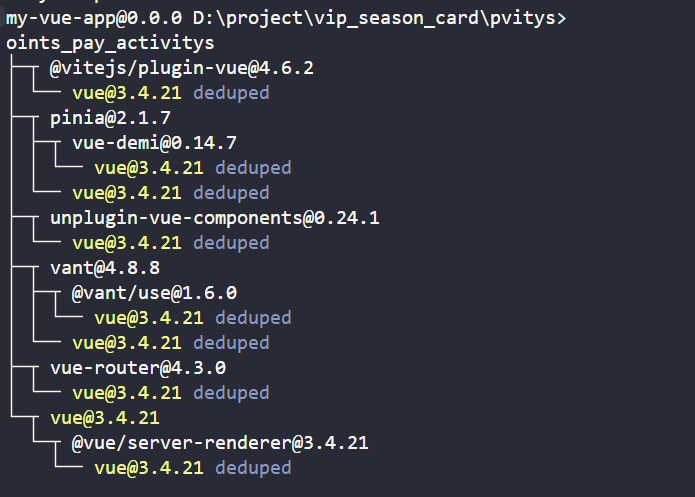 my-vue-app@0.0.0 D:\project\vip_season_card\pvitys>
oints_pay_activitys
├─┬ @vitejs/plugin-vue@4.6.2
│ └── vue@3.4.21 deduped
├─┬ pinia@2.1.7
│ ├─┬ vue-demi@0.14.7
│ │ └── vue@3.4.21 deduped
│ └── vue@3.4.21 deduped
├─┬ unplugin-vue-components@0.24.1
│ └── vue@3.4.21 deduped
├─┬ vant@4.8.8
│ ├─┬ @vant/use@1.6.0
│ │ └── vue@3.4.21 deduped
│ └── vue@3.4.21 deduped
├─┬ vue-router@4.3.0
│ └── vue@3.4.21 deduped
└─┬ vue@3.4.21
  └─┬ @vue/server-renderer@3.4.21
    └── vue@3.4.21 deduped